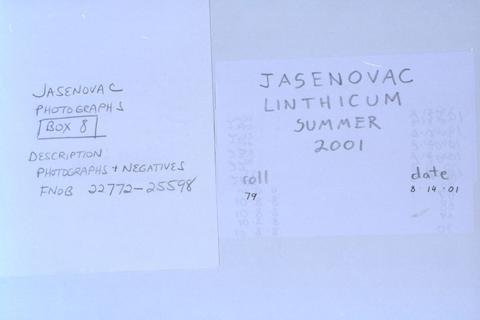 JASENOVAC
PHOTOGRAPHS
BOX 8
DESCRIPTION
PHOTOGRAPHS + NEGATIVES
FNOB 22772-25598
JASENOVAC
LINTHICUM
SUMMER
2001
roll
79
date
8 14 01